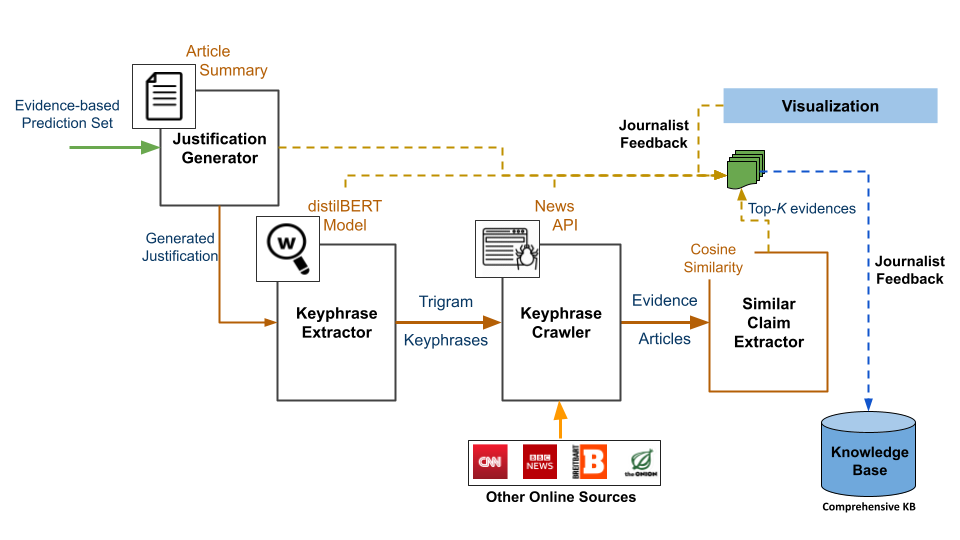 Article
Summary
Evidence-based
Prediction Set
Justification
Generator
Visualization
Journalist
Feedback
distilBERT
Model
News
API
Top-K evidences
Generated
Justification
W
Cosine
Similarity
Journalist
Feedback
Keyphrase
Extractor
Trigram
Keyphrases
Keyphrase
Crawler
Evidence
Articles
Similar
Claim
Extractor
CNN
BBC
NEWS
BREITBART
B
the ONION
Other Online Sources
Knowledge
Base
Comprehensive KB